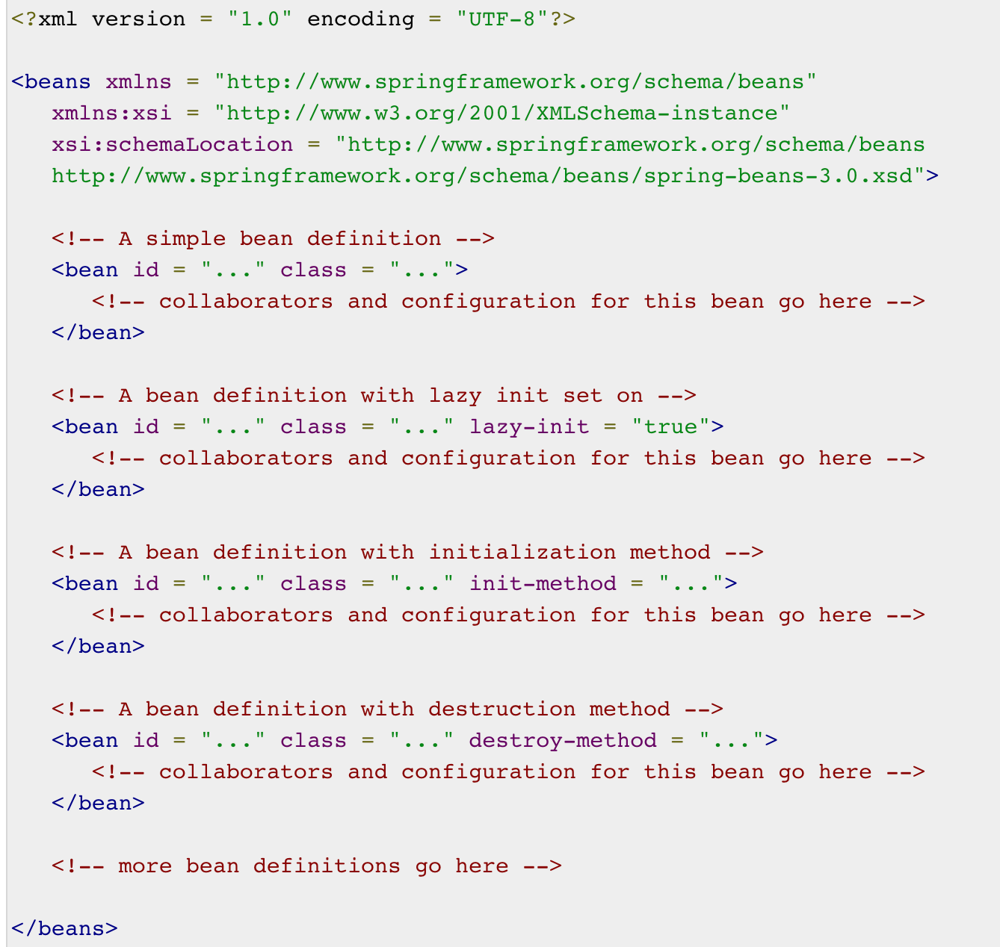 <?xml version = "1.0" encoding = "UTF-8"?>
<beans xmlns = "http://www.springframework.org/schema/beans"
xmlns:xsi = "http://www.w3.org/2001/XMLSchema-instance"
xsi:schemaLocation = "http://www.springframework.org/schema/beans
http://www.springframework.org/schema/beans/spring-beans-3.0.xsd">
<!-- A simple bean definition -->
<bean id = "..." class = "...">
<!-- collaborators and configuration for this bean go here -->
</bean>
<!-- A bean definition with lazy init set on -->
<bean id = "..." class = "..." lazy-init = "true">
<!-- collaborators and configuration for this bean go here -->
</bean>
<!-- A bean definition with initialization method -->
<bean id = "..." class = "..." init-method = "...">
<!-- collaborators and configuration for this bean go here -->
</bean>
<!-- A bean definition with destruction method -->
<bean id = "..." class = "..." destroy-method = "...">
<!-- collaborators and configuration for this bean go here -->
</bean>
<!-- more bean definitions go here -->
</beans>